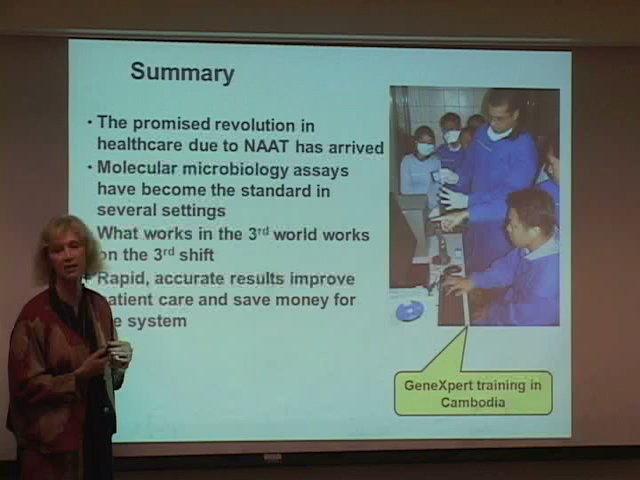 Summary
• The promised revolution in
healthcare due to NAAT has arrived
• Molecular microbiology assays
have become the standard in
several settings
What works in the 3rd world works
on the 3rd shift
Rapid, accurate results improve
patient care and save money for
system
GeneXpert training in
Cambodia